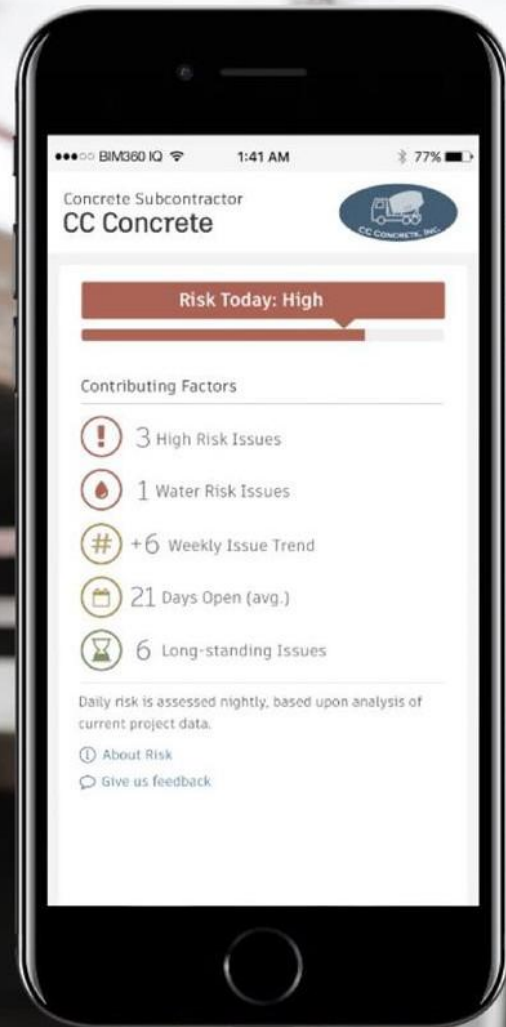 BIM360 IQ 1:41 AM 77%
Concrete Subcontractor
CC Concrete
CC CONCRETE, INC.
Risk Today: High
Contributing Factors
! 3 High Risk Issues
1 Water Risk Issues
# +6 Weekly Issue Trend
21 Days Open (avg.)
6 Long-standing Issues
Daily risk is assessed nightly, based upon analysis of
current project data.
i About Risk
Give us feedback